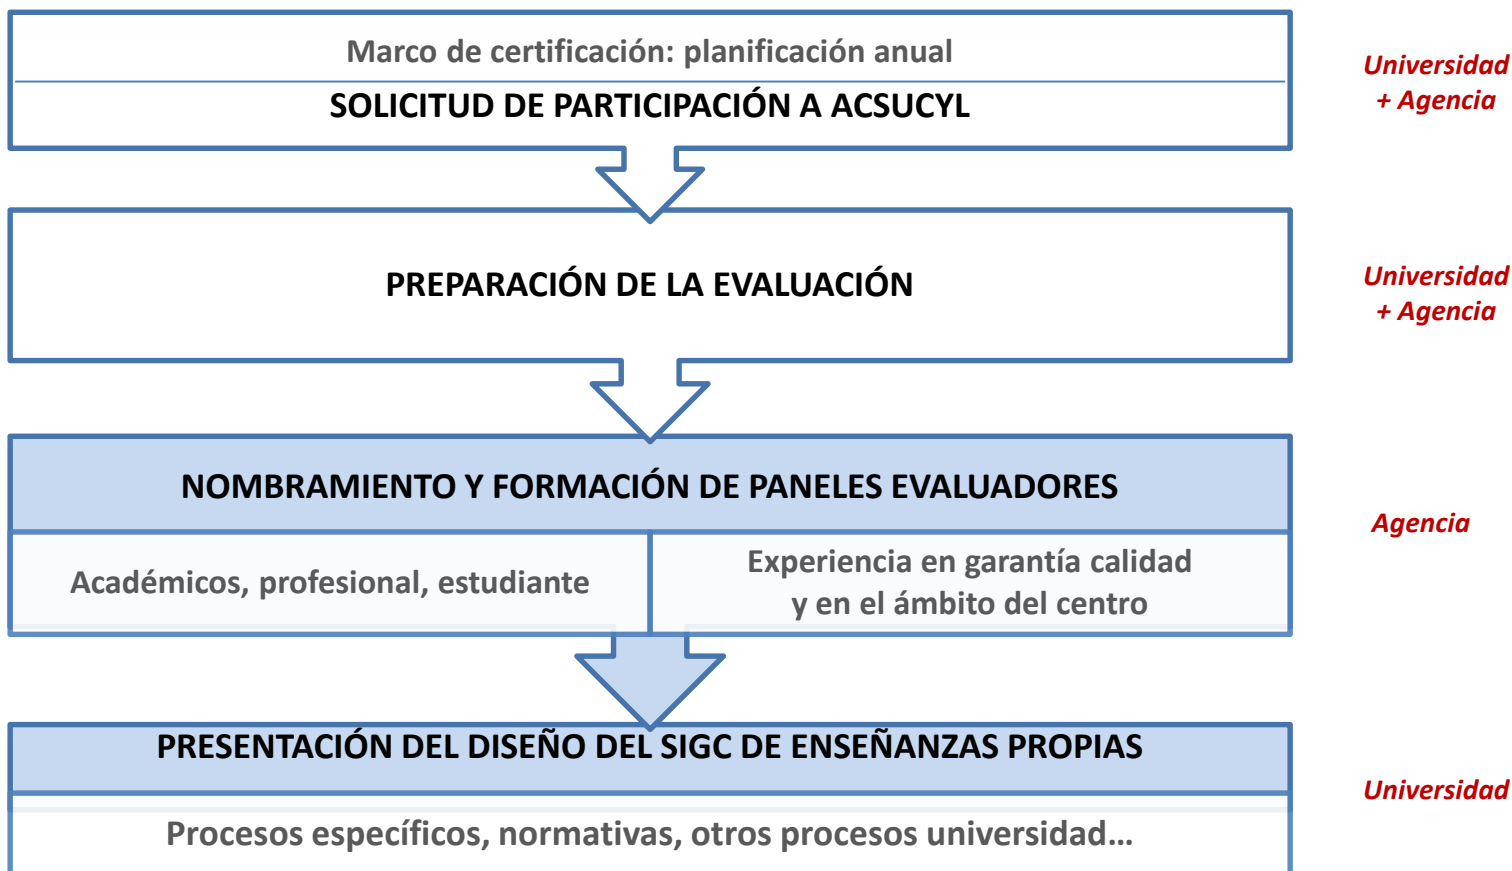 Marco de certificación: planificación anual
SOLICITUD DE PARTICIPACIÓN A ACSUCYL
Universidad
+ Agencia
PREPARACIÓN DE LA EVALUACIÓN
Universidad
+ Agencia
NOMBRAMIENTO Y FORMACIÓN DE PANELES EVALUADORES
Académicos, profesional, estudiante
Experiencia en garantía calidad
y en el ámbito del centro
Agencia
PRESENTACIÓN DEL DISEÑO DEL SIGC DE ENSEÑANZAS PROPIAS
Procesos específicos, normativas, otros procesos universidad…
Universidad